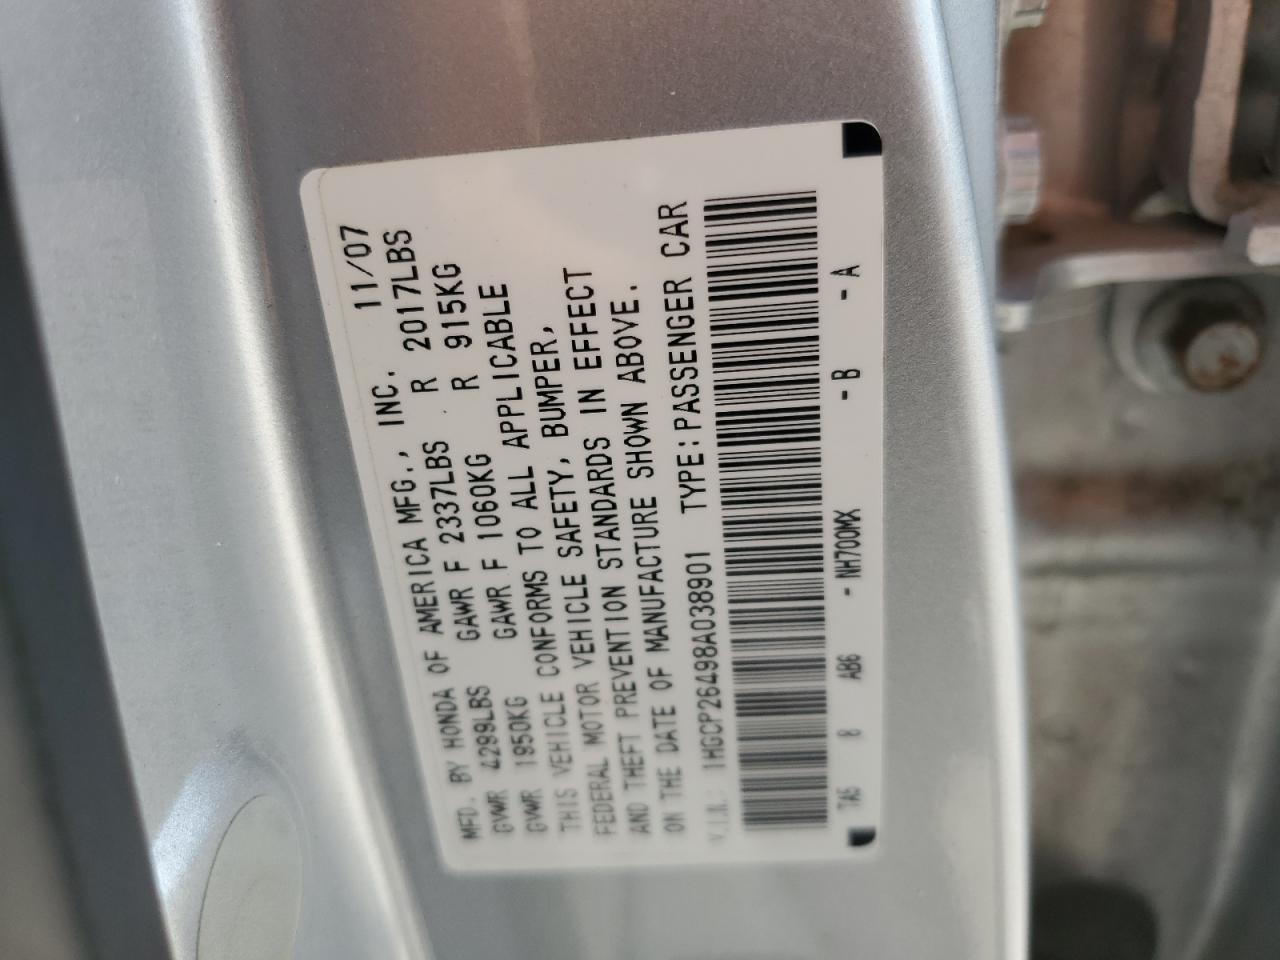 MFD. BY HONDA OF AMERICA MFG., INC. 11/07
GVWR 4299LBS GAWR F 2337LBS R 2017LBS
GVWR 1950KG GAWR F 1060KG R 915KG
THIS VEHICLE CONFORMS TO ALL APPLICABLE
FEDERAL MOTOR VEHICLE SAFETY, BUMPER,
AND THEFT PREVENTION STANDARDS IN EFFECT
ON THE DATE OF MANUFACTURE SHOWN ABOVE.
V.I.N.: 1HGCP26498A038901 TYPE:PASSENGER CAR
TA5 8 AB6 - NH700MX - B - A